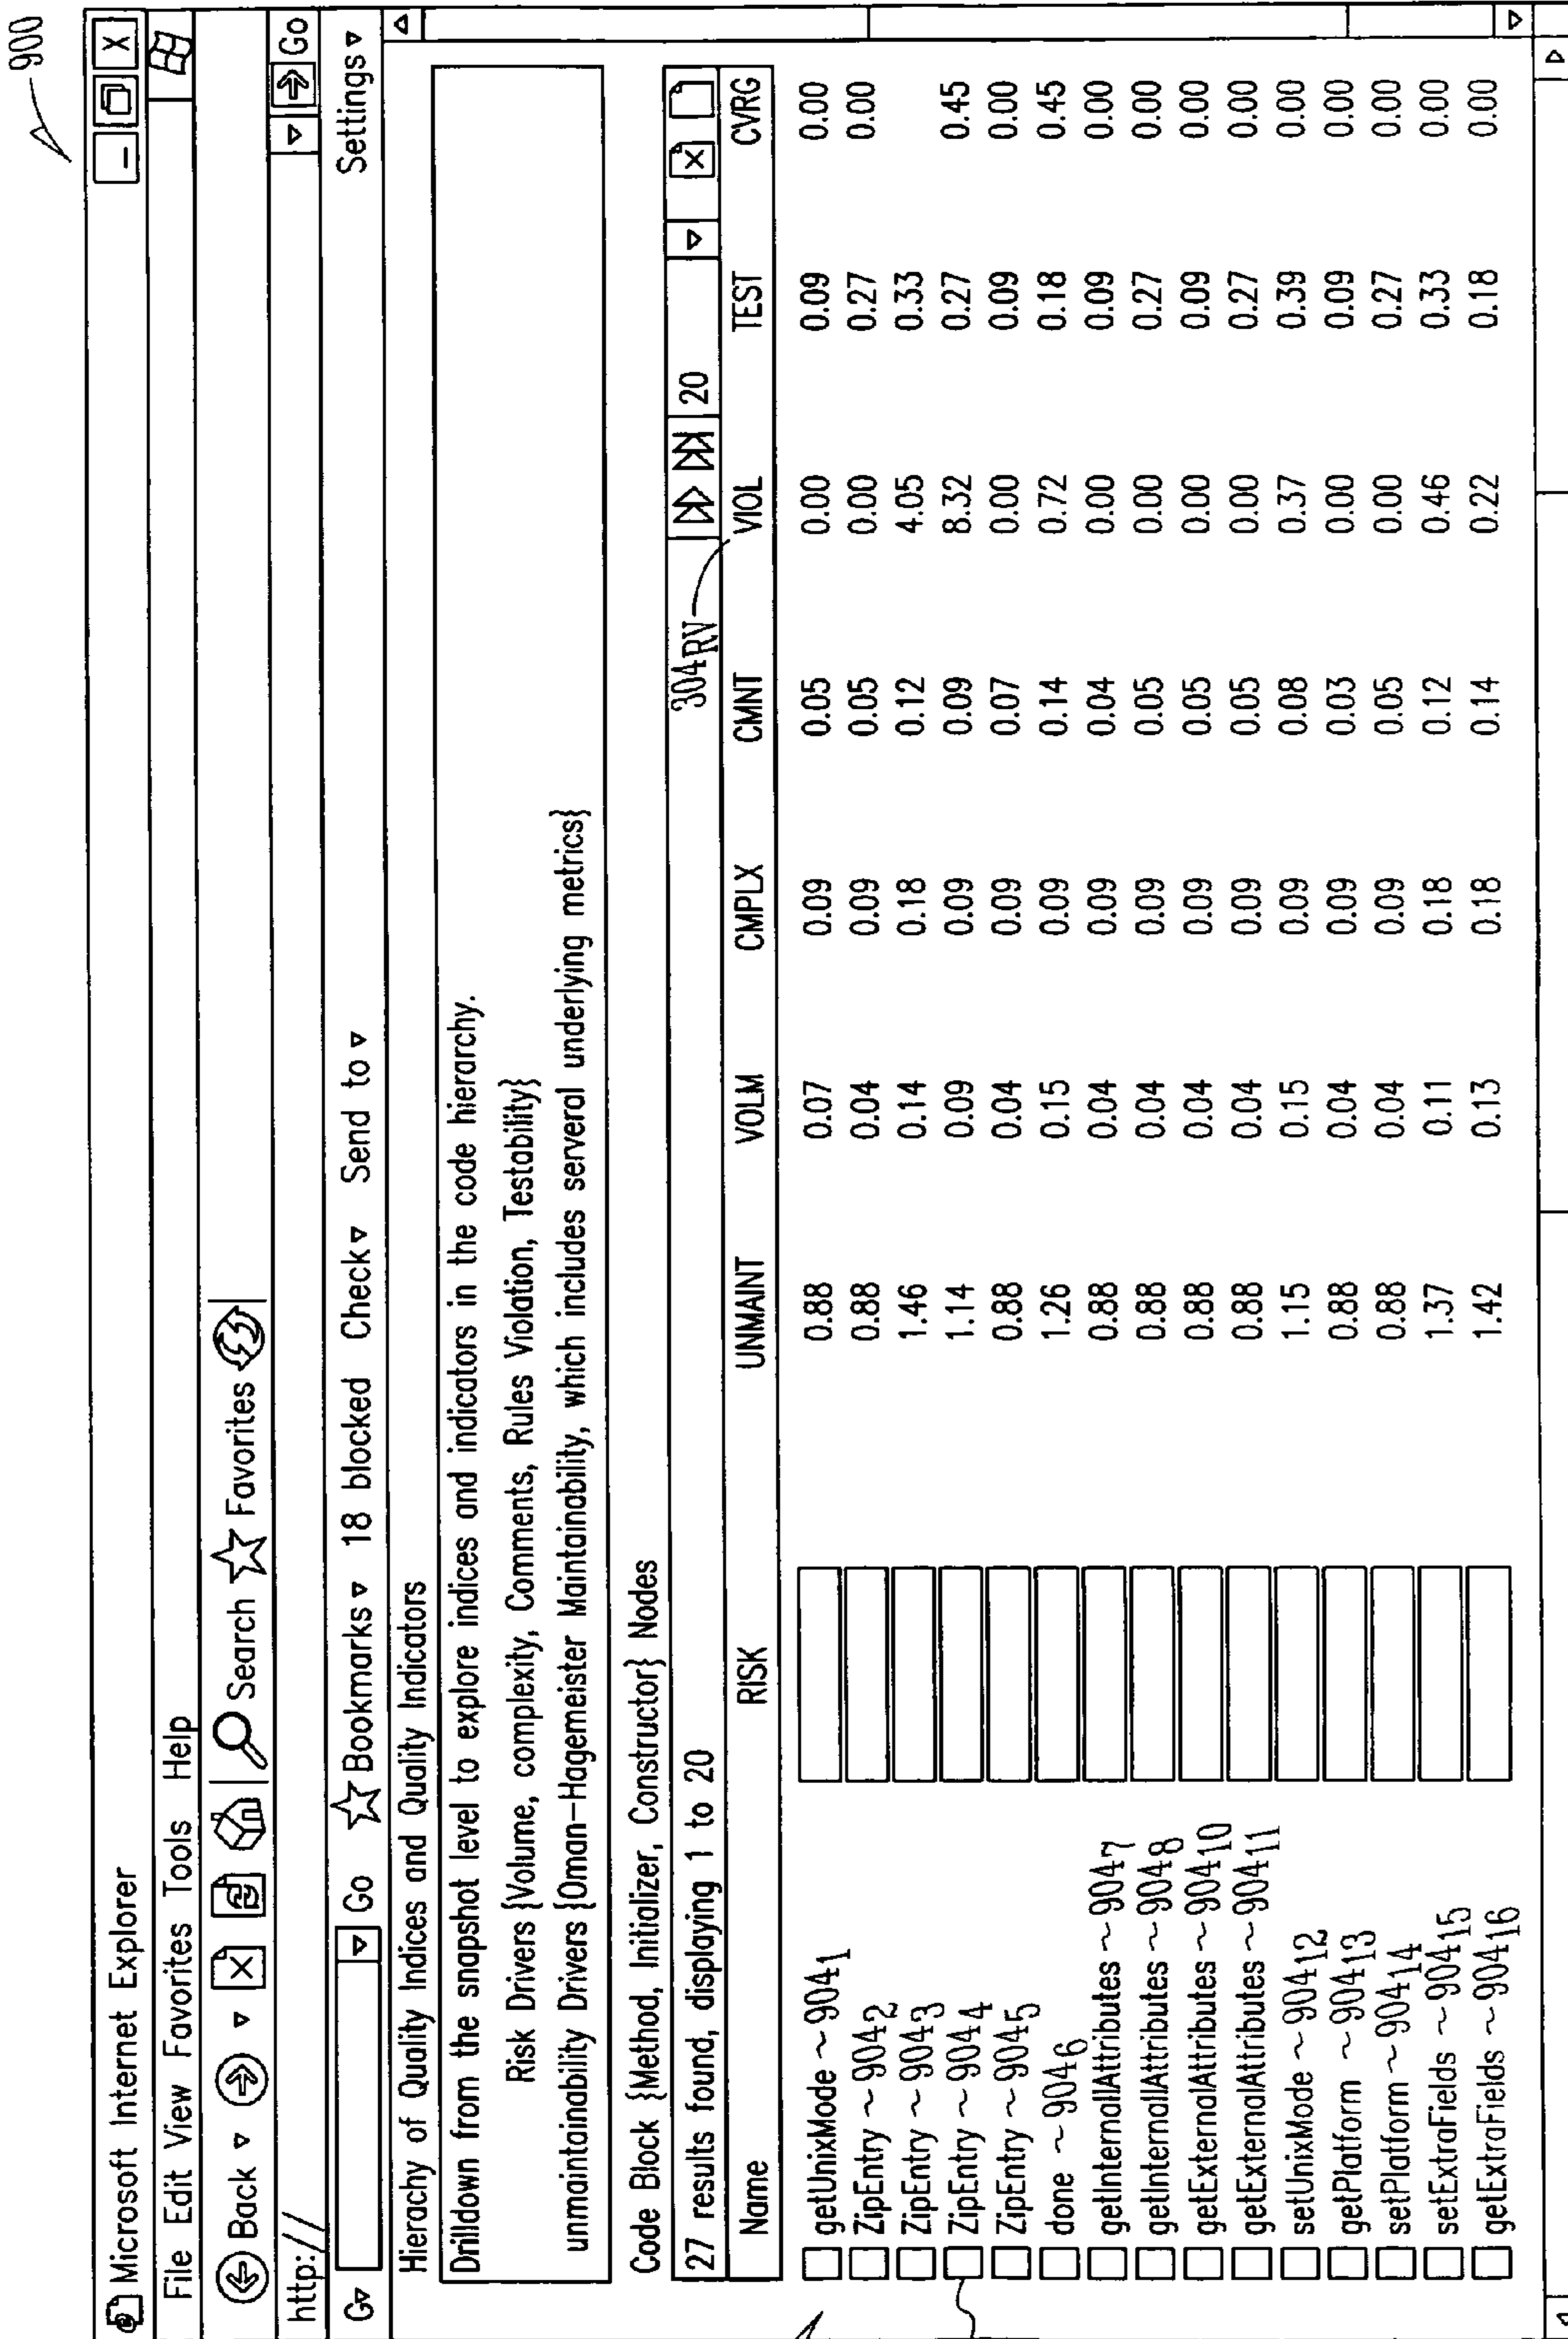 900
Microsoft Internet Explorer
File Edit View Favorites Tools Help
Back Search Favorites
http:// Go
G Go Bookmarks 18 blocked Check Send to Settings
Hierachy of Quality Indices and Quality Indicators
Drilldown from the snapshot level to explore indices and indicators in the code hierarchy.
Risk Drivers {Volume, complexity, Comments, Rules Violation, Testability}
unmaintainability Drivers {Oman-Hagemeister Maintainability, which includes serveral underlying metrics}
Code Block {Method, Initializer, Constructor} Nodes
304RV
27 results found, displaying 1 to 20 20
Name RISK UNMAINT VOLM CMPLX CMNT VIOL TEST CVRG
getUnixMode ~904₁ 0.88 0.07 0.09 0.05 0.00 0.09 0.00
ZipEntry ~904₂ 0.88 0.04 0.09 0.05 0.00 0.27 0.00
ZipEntry ~904₃ 1.46 0.14 0.18 0.12 4.05 0.33
ZipEntry ~904₄ 1.14 0.09 0.09 0.09 8.32 0.27 0.45
ZipEntry ~904₅ 0.88 0.04 0.09 0.07 0.00 0.09 0.00
done ~904₆ 1.26 0.15 0.09 0.14 0.72 0.18 0.45
getInternalAttributes ~904₇ 0.88 0.04 0.09 0.04 0.00 0.09 0.00
getInternalAttributes ~904₈ 0.88 0.04 0.09 0.05 0.00 0.27 0.00
getExternalAttributes ~904₁₀ 0.88 0.04 0.09 0.05 0.00 0.09 0.00
getExternalAttributes ~904₁₁ 0.88 0.04 0.09 0.05 0.00 0.27 0.00
setUnixMode ~904₁₂ 1.15 0.15 0.09 0.08 0.37 0.39 0.00
getPlatform ~904₁₃ 0.88 0.04 0.09 0.03 0.00 0.09 0.00
setPlatform ~904₁₄ 0.88 0.04 0.09 0.05 0.00 0.27 0.00
setExtraFields ~904₁₅ 1.37 0.11 0.18 0.12 0.46 0.33 0.00
getExtraFields ~904₁₆ 1.42 0.13 0.18 0.14 0.22 0.18 0.00